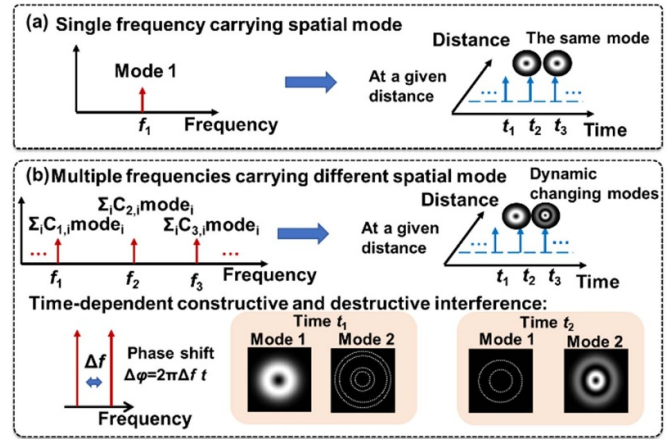 (a) Single frequency carrying spatial mode
Mode 1
f₁
Frequency
At a given
distance
Distance
The same mode
...
...
t₁
t₂
t₃
Time
(b) Multiple frequencies carrying different spatial mode
ΣᵢC₁,ᵢmodeᵢ
ΣᵢC₂,ᵢmodeᵢ
ΣᵢC₃,ᵢmodeᵢ
...
...
f₁
f₂
f₃
Frequency
At a given
distance
Distance
Dynamic
changing modes
...
...
t₁
t₂
t₃
Time
Time-dependent constructive and destructive interference:
Δf
Phase shift
Δφ=2πΔf t
Frequency
Time t₁
Mode 1 Mode 2
Time t₂
Mode 1 Mode 2